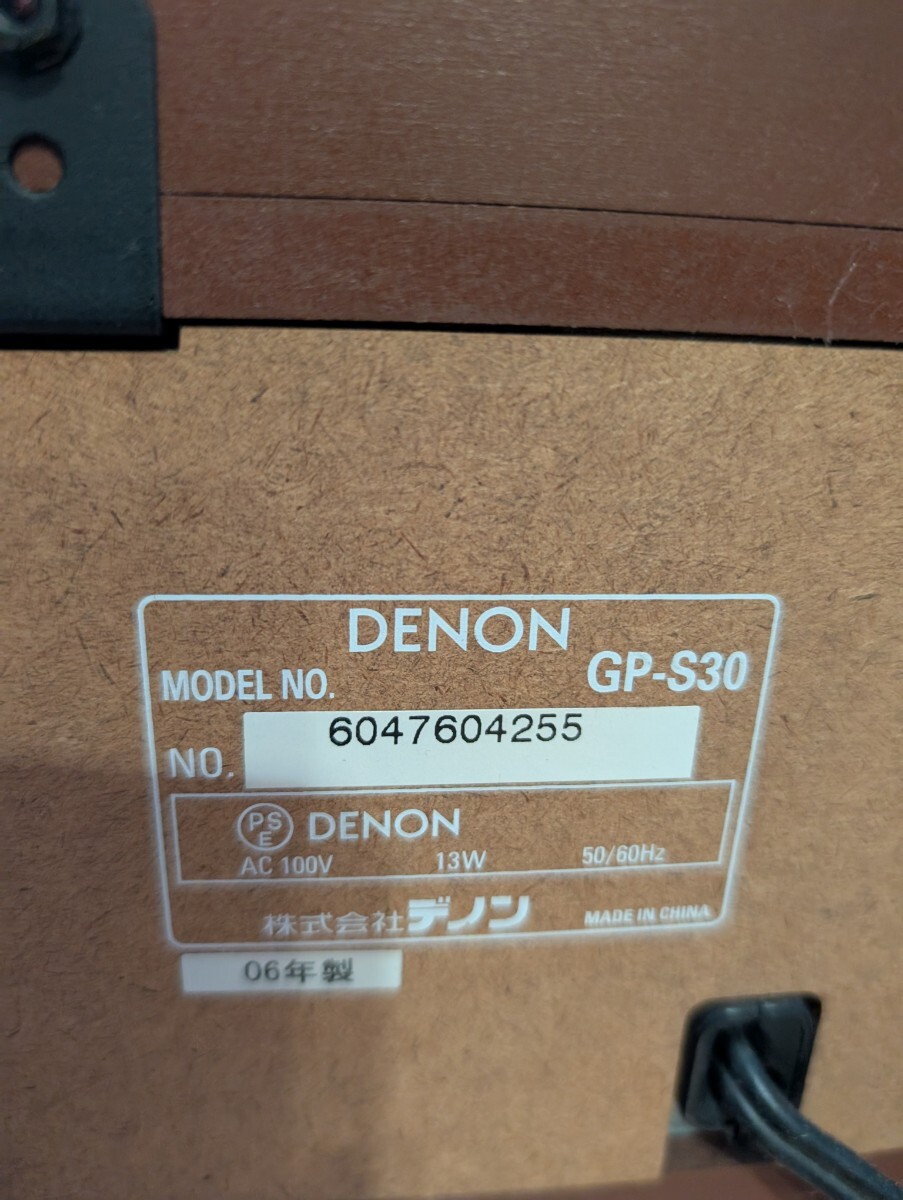 DENON
MODEL NO. GP-S30
NO. 6047604255
PSE DENON
AC 100V 13W 50/60Hz
株式会社デノン MADE IN CHINA
06年製